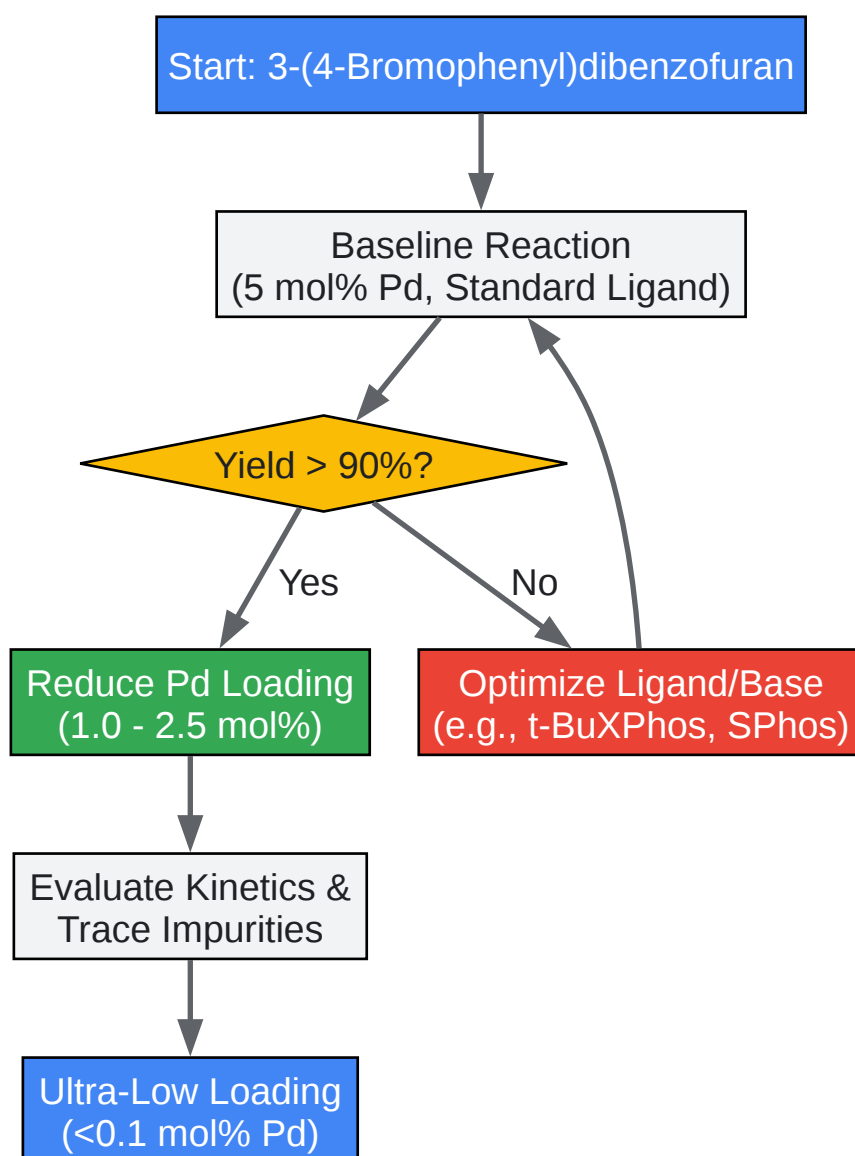 Start: 3-(4-Bromophenyl)dibenzofuran
Baseline Reaction
(5 mol% Pd, Standard Ligand)
Yield > 90%?
Yes
No
Reduce Pd Loading
(1.0 - 2.5 mol%)
Optimize Ligand/Base
(e.g., t-BuXPhos, SPhos)
Evaluate Kinetics &
Trace Impurities
Ultra-Low Loading
(<0.1 mol% Pd)